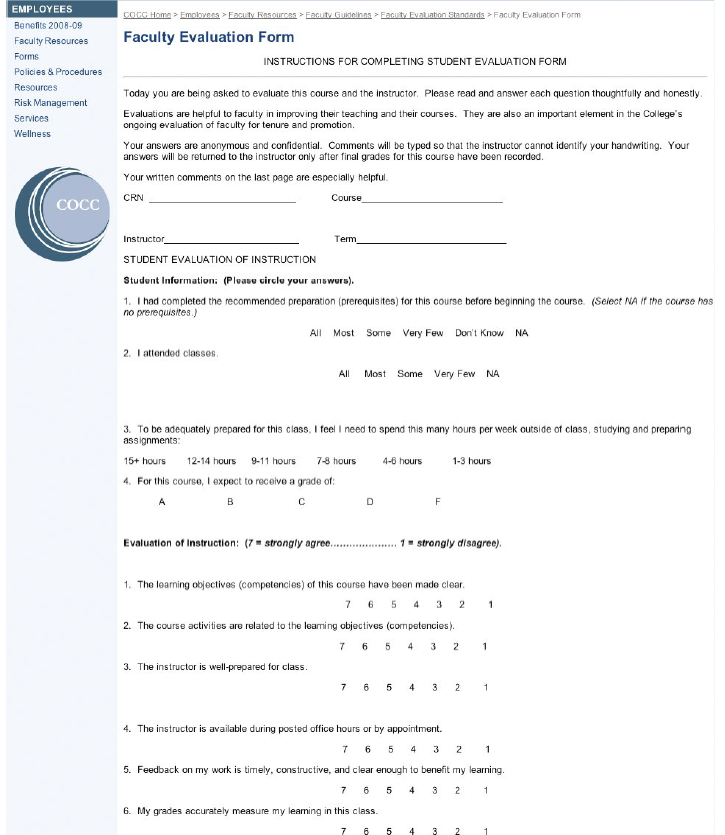 EMPLOYEES
Benefits 2008-09
Faculty Resources
Forms
Policies & Procedures
Resources
Risk Management
Services
Wellness
COCC
COCC Home > Employees > Faculty Resources > Faculty Guidelines > Faculty Evaluation Standards > Faculty Evaluation Form
Faculty Evaluation Form
INSTRUCTIONS FOR COMPLETING STUDENT EVALUATION FORM
Today you are being asked to evaluate this course and the instructor. Please read and answer each question thoughtfully and honestly.
Evaluations are helpful to faculty in improving their teaching and their courses. They are also an important element in the College's
ongoing evaluation of faculty for tenure and promotion.
Your answers are anonymous and confidential. Comments will be typed so that the instructor cannot identify your handwriting. Your
answers will be returned to the instructor only after final grades for this course have been recorded.
Your written comments on the last page are especially helpful.
CRN Course
Instructor Term
STUDENT EVALUATION OF INSTRUCTION
Student Information: (Please circle your answers).
1. I had completed the recommended preparation (prerequisites) for this course before beginning the course. (Select NA if the course has
no prerequisites.)
All Most Some Very Few Don't Know NA
2. I attended classes.
All Most Some Very Few NA
3. To be adequately prepared for this class, I feel I need to spend this many hours per week outside of class, studying and preparing
assignments:
15+ hours 12-14 hours 9-11 hours 7-8 hours 4-6 hours 1-3 hours
4. For this course, I expect to receive a grade of:
A B C D F
Evaluation of Instruction: (7 = strongly agree..................... 1 = strongly disagree).
1. The learning objectives (competencies) of this course have been made clear.
7 6 5 4 3 2 1
2. The course activities are related to the learning objectives (competencies).
7 6 5 4 3 2 1
3. The instructor is well-prepared for class.
7 6 5 4 3 2 1
4. The instructor is available during posted office hours or by appointment.
7 6 5 4 3 2 1
5. Feedback on my work is timely, constructive, and clear enough to benefit my learning.
7 6 5 4 3 2 1
6. My grades accurately measure my learning in this class.
7 6 5 4 3 2 1